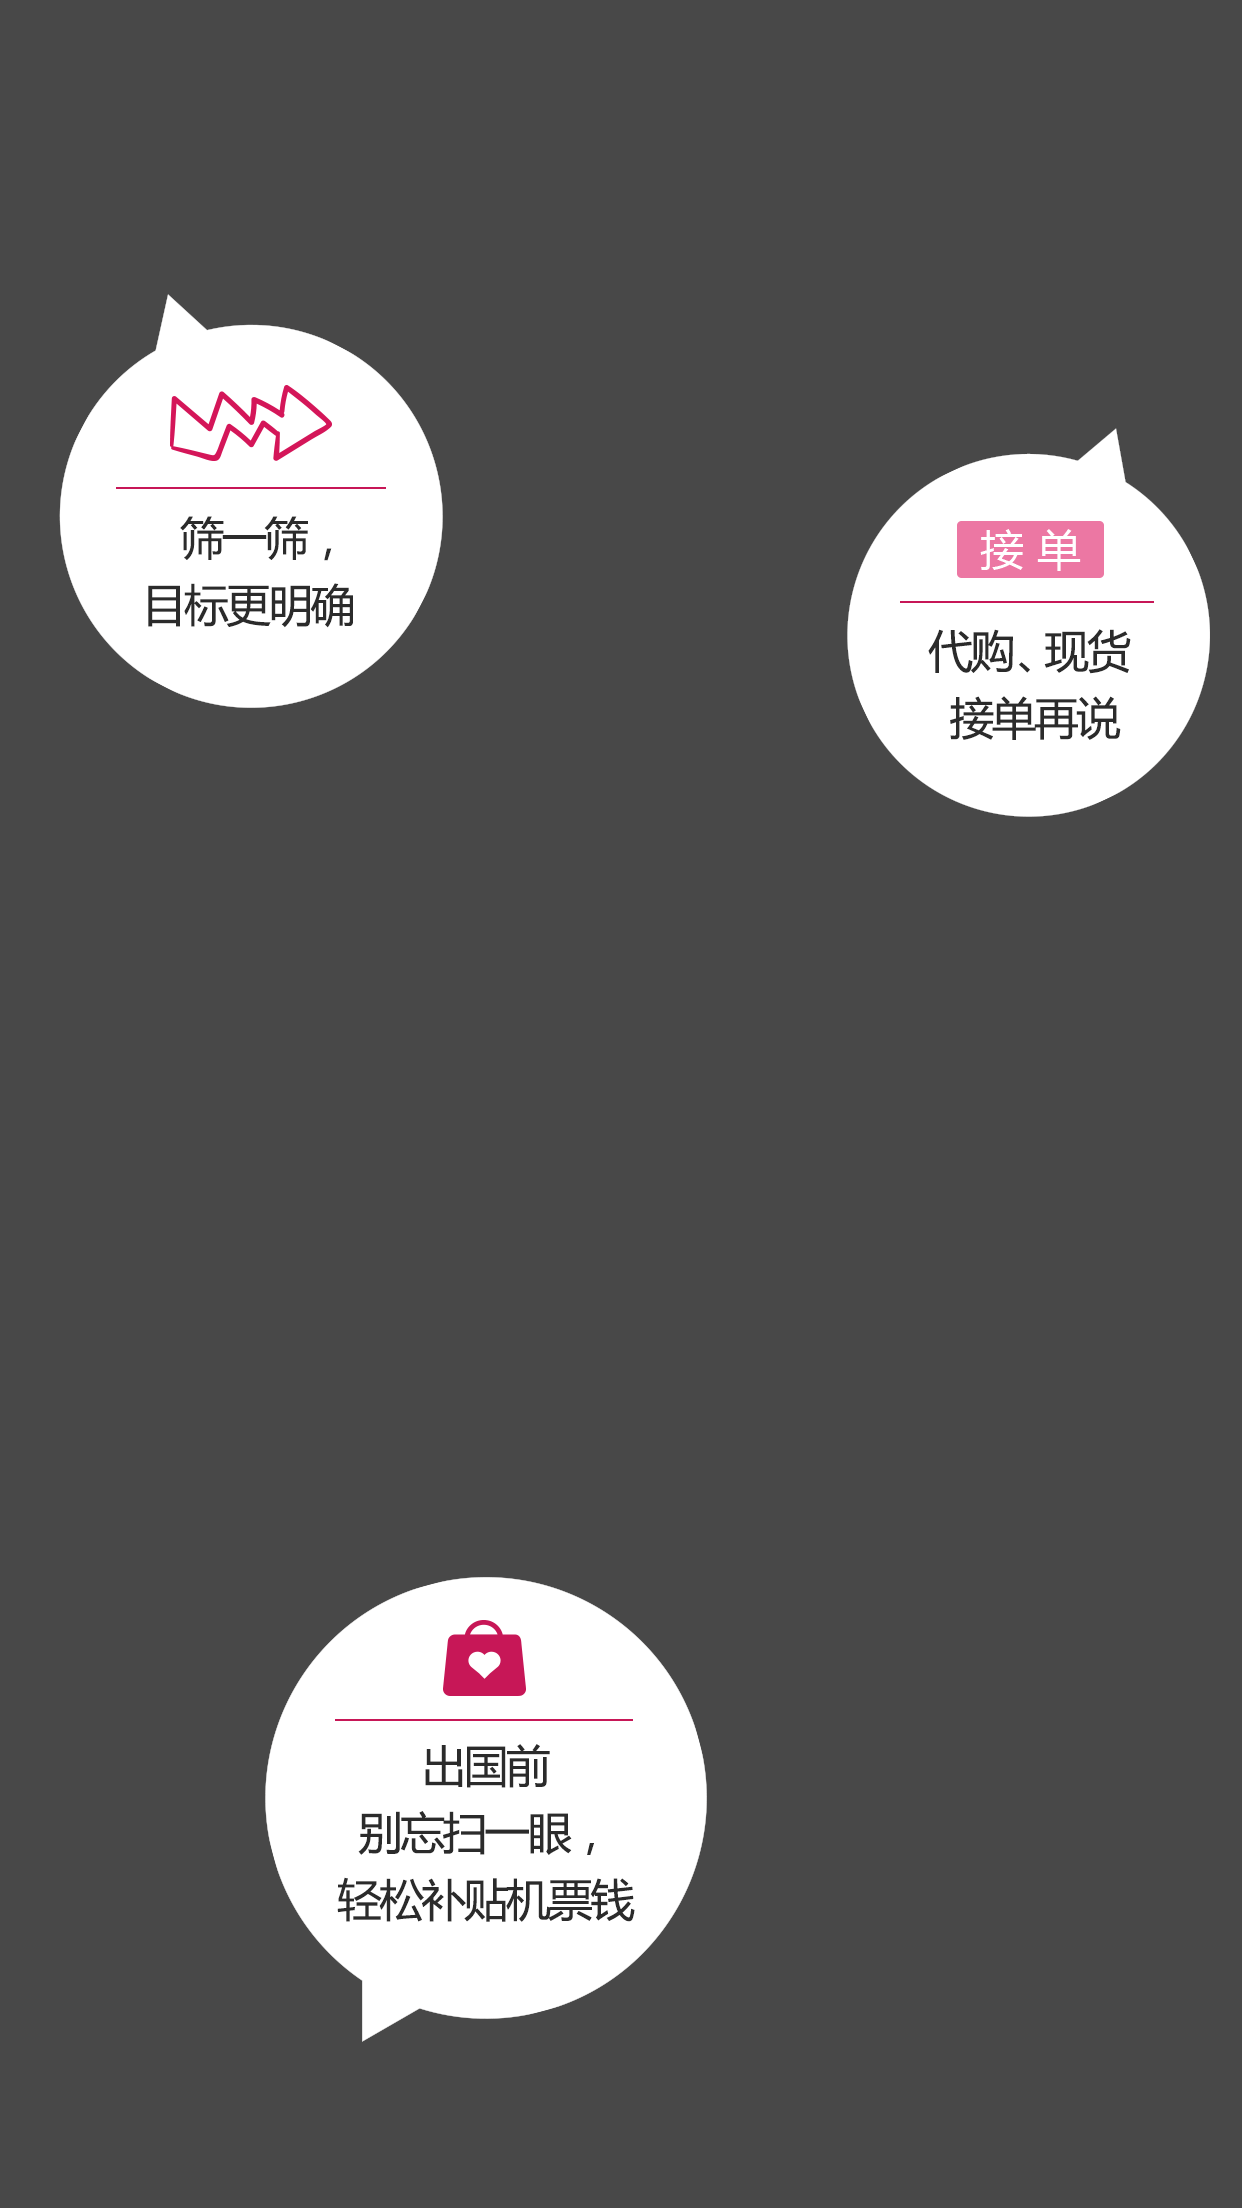 筛一筛，
目标更明确
接单
代购、现货
接单再说
出国前
别忘扫一眼，
轻松补贴机票钱